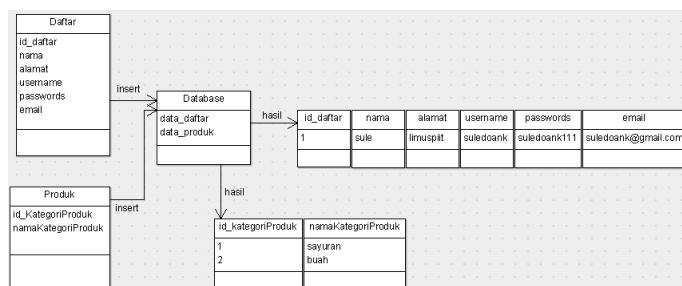 Daftar
id_daftar
nama
alamat
username
passwords
email
insert
Database
data_daftar
data_produk
hasil
id_daftar nama alamat username passwords email
1 sule limuspiit suledoank suledoank111 suledoank@gmail.com
Produk
id_KategoriProduk
namaKategoriProduk
insert
hasil
id_kategoriProduk namaKategoriProduk
1 sayuran
2 buah